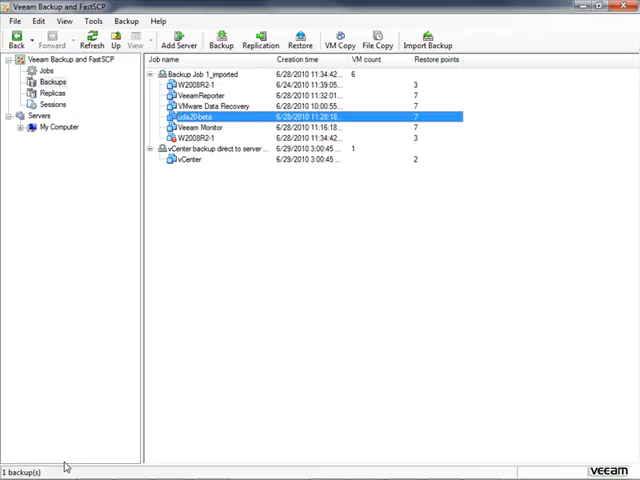 Veeam Backup and FastSCP
File Edit View Tools Backup Help
Back Forward Refresh Up View Add Server Backup Replication Restore VM Copy File Copy Import Backup
Veeam Backup and FastSCP
Jobs
Backups
Replicas
Sessions
Servers
My Computer
Job name Creation time VM count Restore points
Backup Job 1_imported 6/28/2010 11:34:42... 6
W2008R2-1 6/24/2010 11:39:05... 3
VeeamReporter 6/28/2010 11:32:01... 7
VMware Data Recovery 6/28/2010 10:00:55... 7
uda20-beta 6/28/2010 11:28:18... 7
Veeam Monitor 6/28/2010 11:16:18... 7
W2008R2-1 6/28/2010 11:34:42... 3
vCenter backup direct to server ... 6/29/2010 3:00:45 ... 1
vCenter 6/29/2010 3:00:45 ... 2
1 backup(s)
veeam